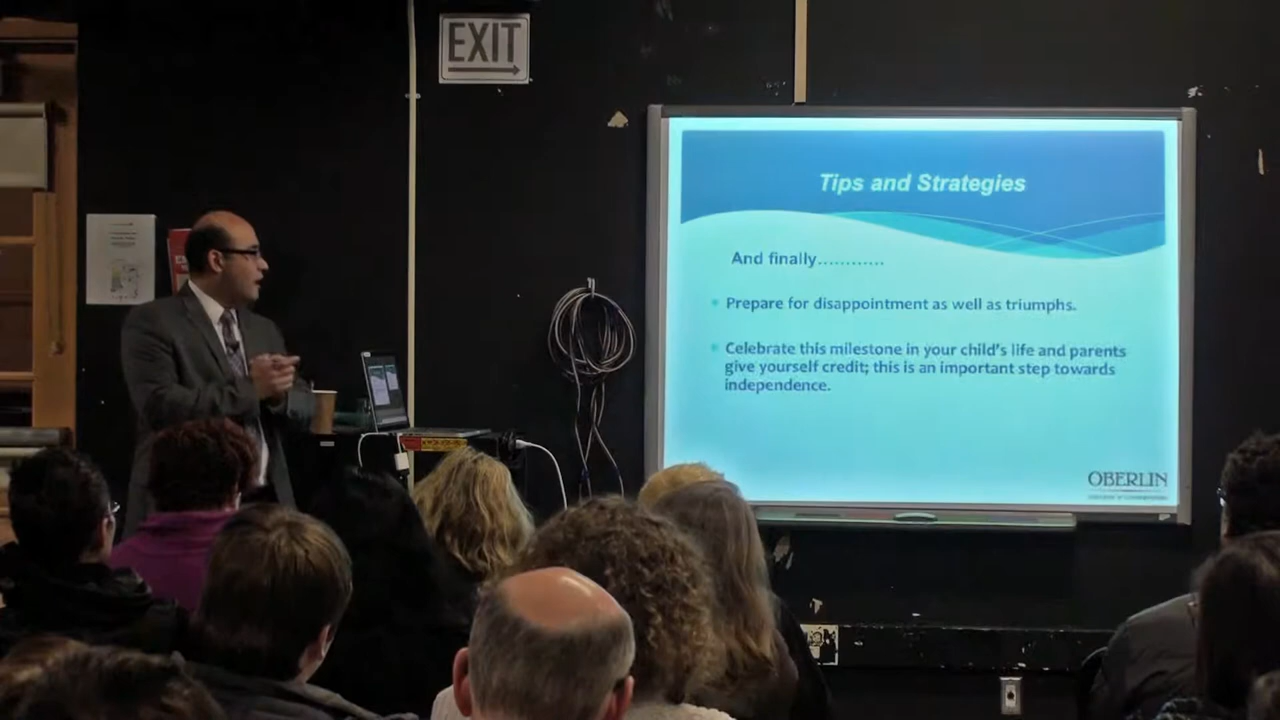 EXIT
Tips and Strategies
And finally............
Prepare for disappointment as well as triumphs.
Celebrate this milestone in your child's life and parents
give yourself credit; this is an important step towards
independence.
OBERLIN